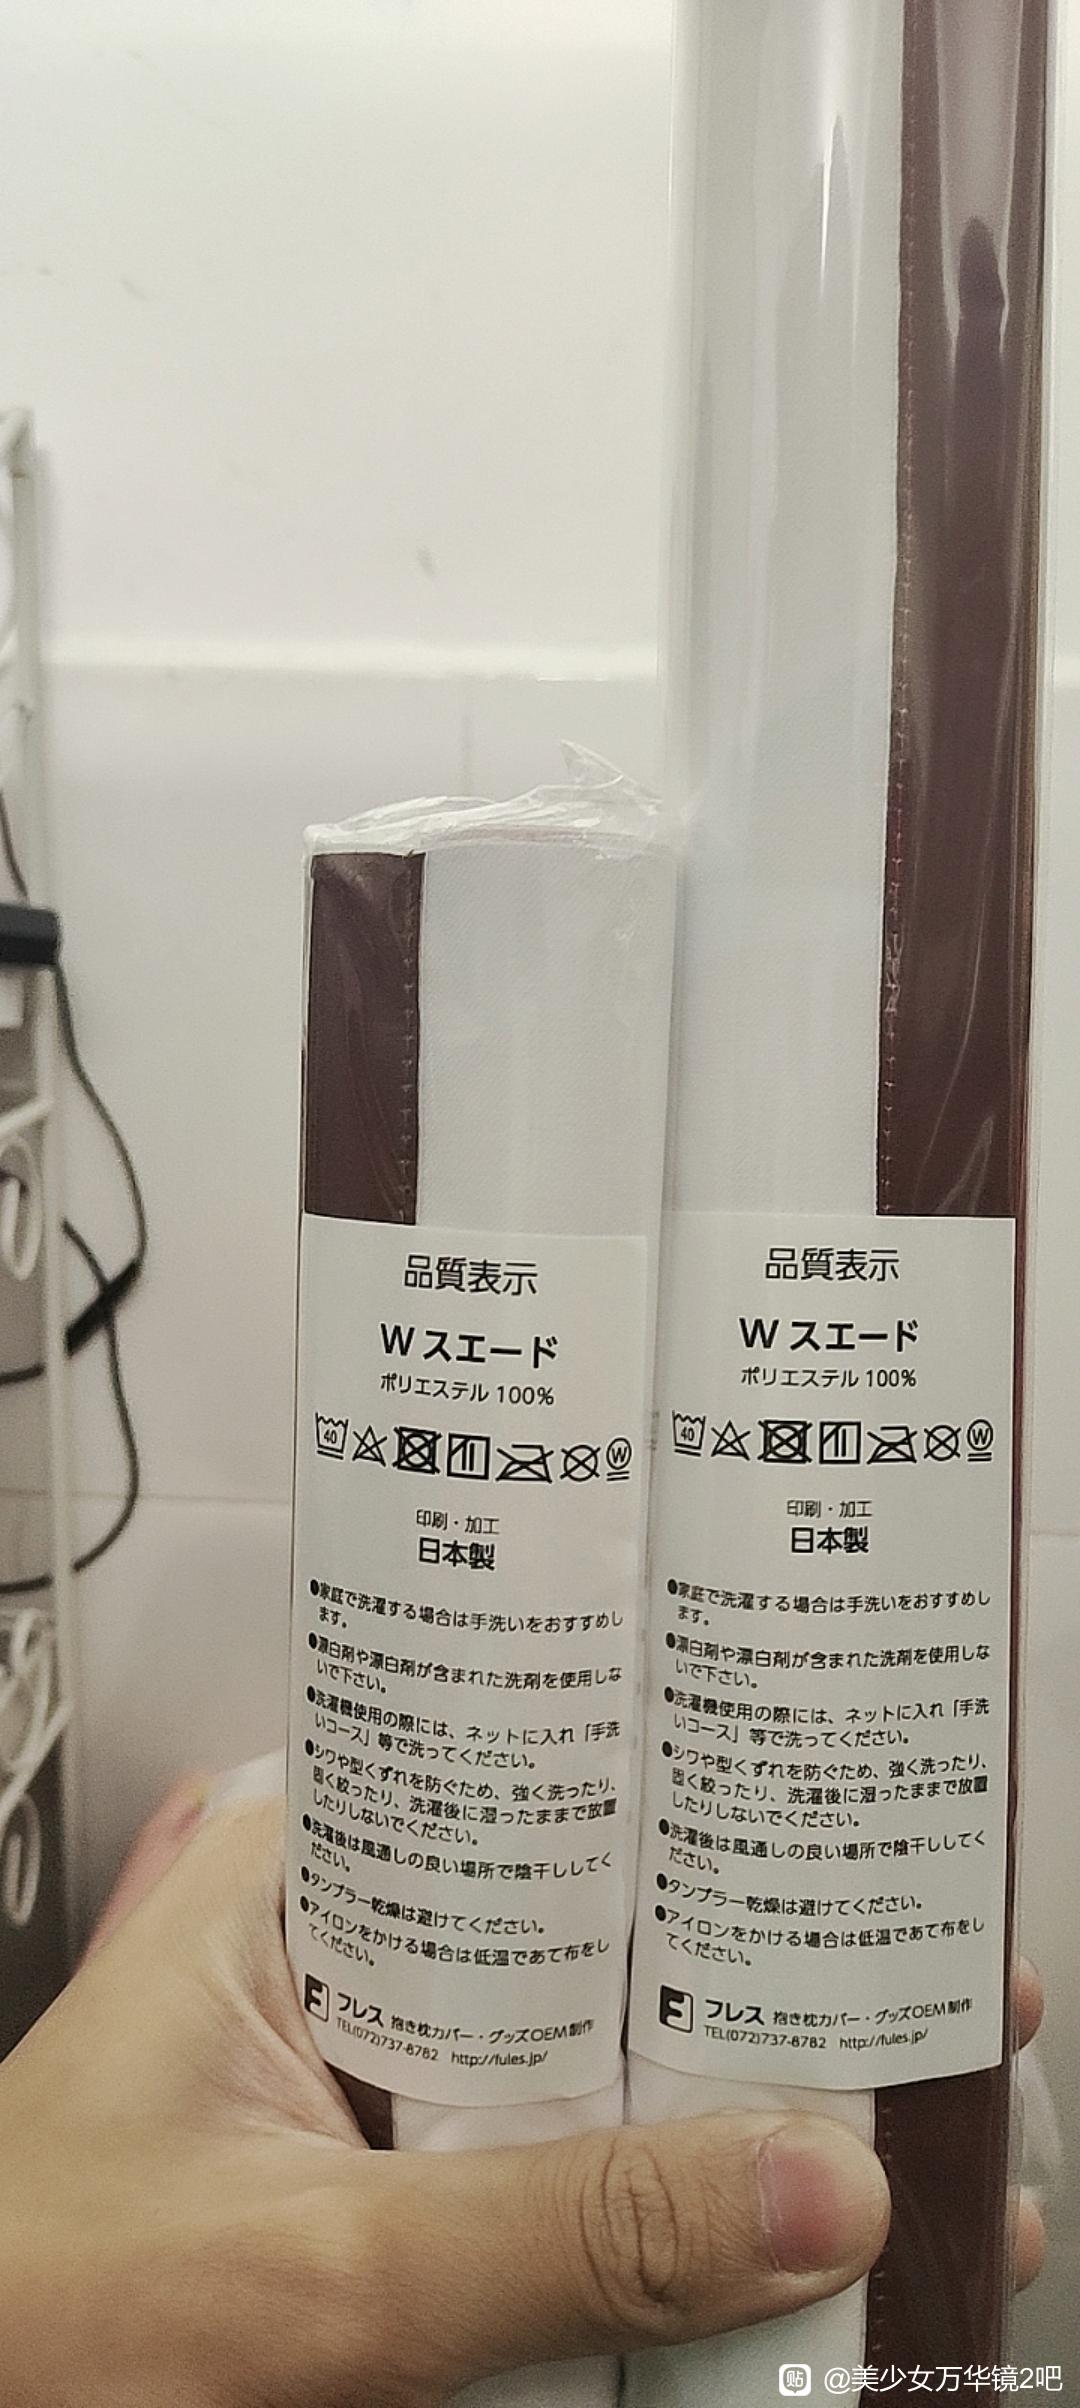 品質表示
W スエード
ポリエステル 100%
40
W
印刷・加工
日本製
●家庭で洗濯する場合は手洗いをおすすめし
ます。
●漂白剤や漂白剤が含まれた洗剤を使用しな
いで下さい。
●洗濯機使用の際には、ネットに入れ「手洗
いコース」等で洗ってください。
●シワや型くずれを防ぐため、強く洗ったり、
固く絞ったり、洗濯後に湿ったままで放置
したりしないでください。
●洗濯後は風通しの良い場所で陰干ししてく
ださい。
●タンブラー乾燥は避けてください。
●アイロンをかける場合は低温であて布をし
てください。
フレス 抱き枕カバー・グッズOEM制作
TEL(072)737-8782 http://fules.jp/
品質表示
W スエード
ポリエステル 100%
40
W
印刷・加工
日本製
●家庭で洗濯する場合は手洗いをおすすめし
ます。
●漂白剤や漂白剤が含まれた洗剤を使用しな
いで下さい。
●洗濯機使用の際には、ネットに入れ「手洗
いコース」等で洗ってください。
●シワや型くずれを防ぐため、強く洗ったり、
固く絞ったり、洗濯後に湿ったままで放置
したりしないでください。
●洗濯後は風通しの良い場所で陰干ししてく
ださい。
●タンブラー乾燥は避けてください。
●アイロンをかける場合は低温であて布をし
てください。
フレス 抱き枕カバー・グッズOEM制作
TEL(072)737-8782 http://fules.jp/
贴 @美少女万华镜2吧